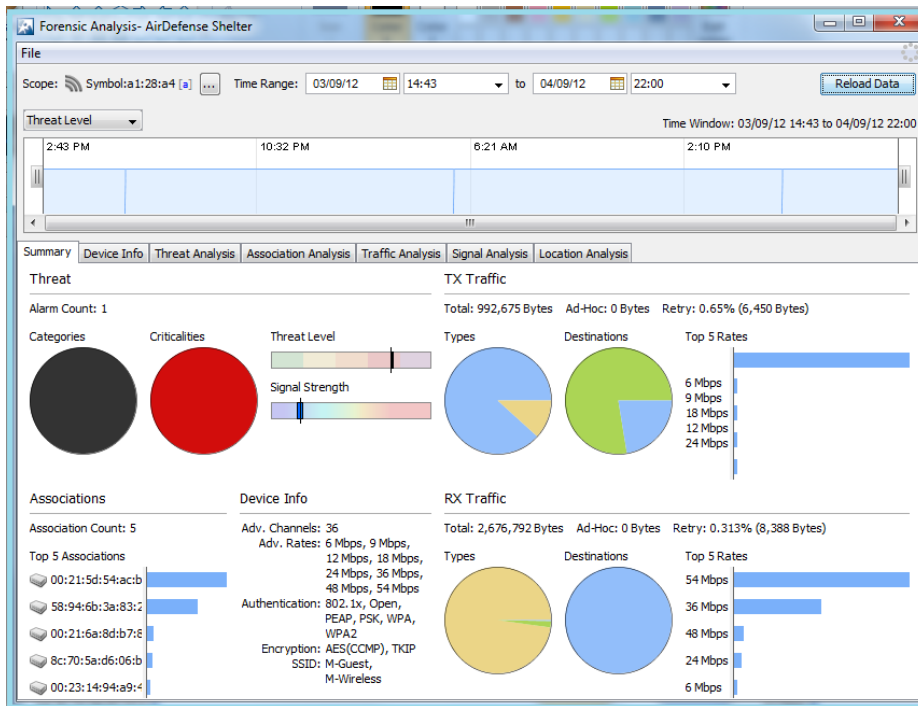 Forensic Analysis- AirDefense Shelter
File
Scope: Symbol:a1:28:a4 [a] ... Time Range: 03/09/12 14:43 to 04/09/12 22:00 Reload Data
Threat Level
Time Window: 03/09/12 14:43 to 04/09/12 22:00
2:43 PM 10:32 PM 6:21 AM 2:10 PM
Summary Device Info Threat Analysis Association Analysis Traffic Analysis Signal Analysis Location Analysis
Threat
Alarm Count: 1
Categories Criticalities Threat Level
Signal Strength
TX Traffic
Total: 992,675 Bytes Ad-Hoc: 0 Bytes Retry: 0.65% (6,450 Bytes)
Types Destinations Top 5 Rates
6 Mbps
9 Mbps
18 Mbps
12 Mbps
24 Mbps
Associations
Association Count: 5
Top 5 Associations
00:21:5d:54:ac:b
58:94:6b:3a:83:2
00:21:6a:8d:b7:8
8c:70:5a:d6:06:b
00:23:14:94:a9:4
Device Info
Adv. Channels: 36
Adv. Rates: 6 Mbps, 9 Mbps,
12 Mbps, 18 Mbps,
24 Mbps, 36 Mbps,
48 Mbps, 54 Mbps
Authentication: 802.1x, Open,
PEAP, PSK, WPA,
WPA2
Encryption: AES(CCMP), TKIP
SSID: M-Guest,
M-Wireless
RX Traffic
Total: 2,676,792 Bytes Ad-Hoc: 0 Bytes Retry: 0.313% (8,388 Bytes)
Types Destinations Top 5 Rates
54 Mbps
36 Mbps
48 Mbps
24 Mbps
6 Mbps